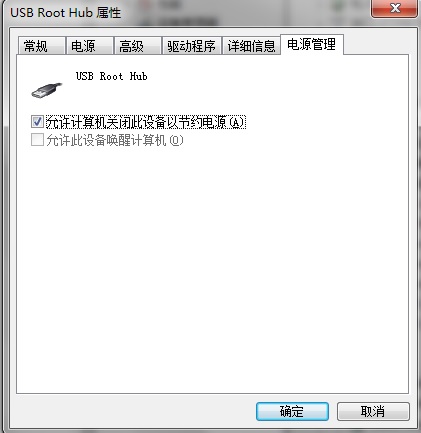 USB Root Hub 属性
常规 电源 高级 驱动程序 详细信息 电源管理
USB Root Hub
允许计算机关闭此设备以节约电源(A)
允许此设备唤醒计算机(O)
确定 取消